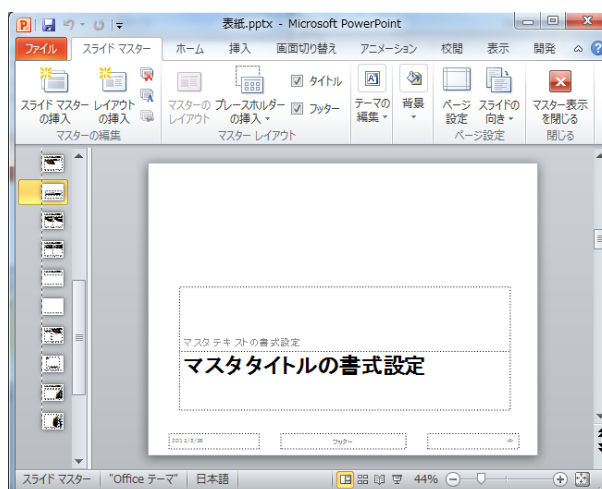 表紙.pptx - Microsoft PowerPoint
ファイル スライド マスター ホーム 挿入 画面切り替え アニメーション 校閲 表示 開発
スライド マスターの挿入 レイアウトの挿入 マスターのレイアウト プレースホルダーの挿入 タイトル フッター テーマの編集 背景 ページ設定 スライドの向き マスター表示を閉じる
マスターの編集 マスター レイアウト ページ設定 閉じる
マスタ テキストの書式設定
マスタタイトルの書式設定
2012/3/28 フッター
スライド マスター "Office テーマ" 日本語 44%